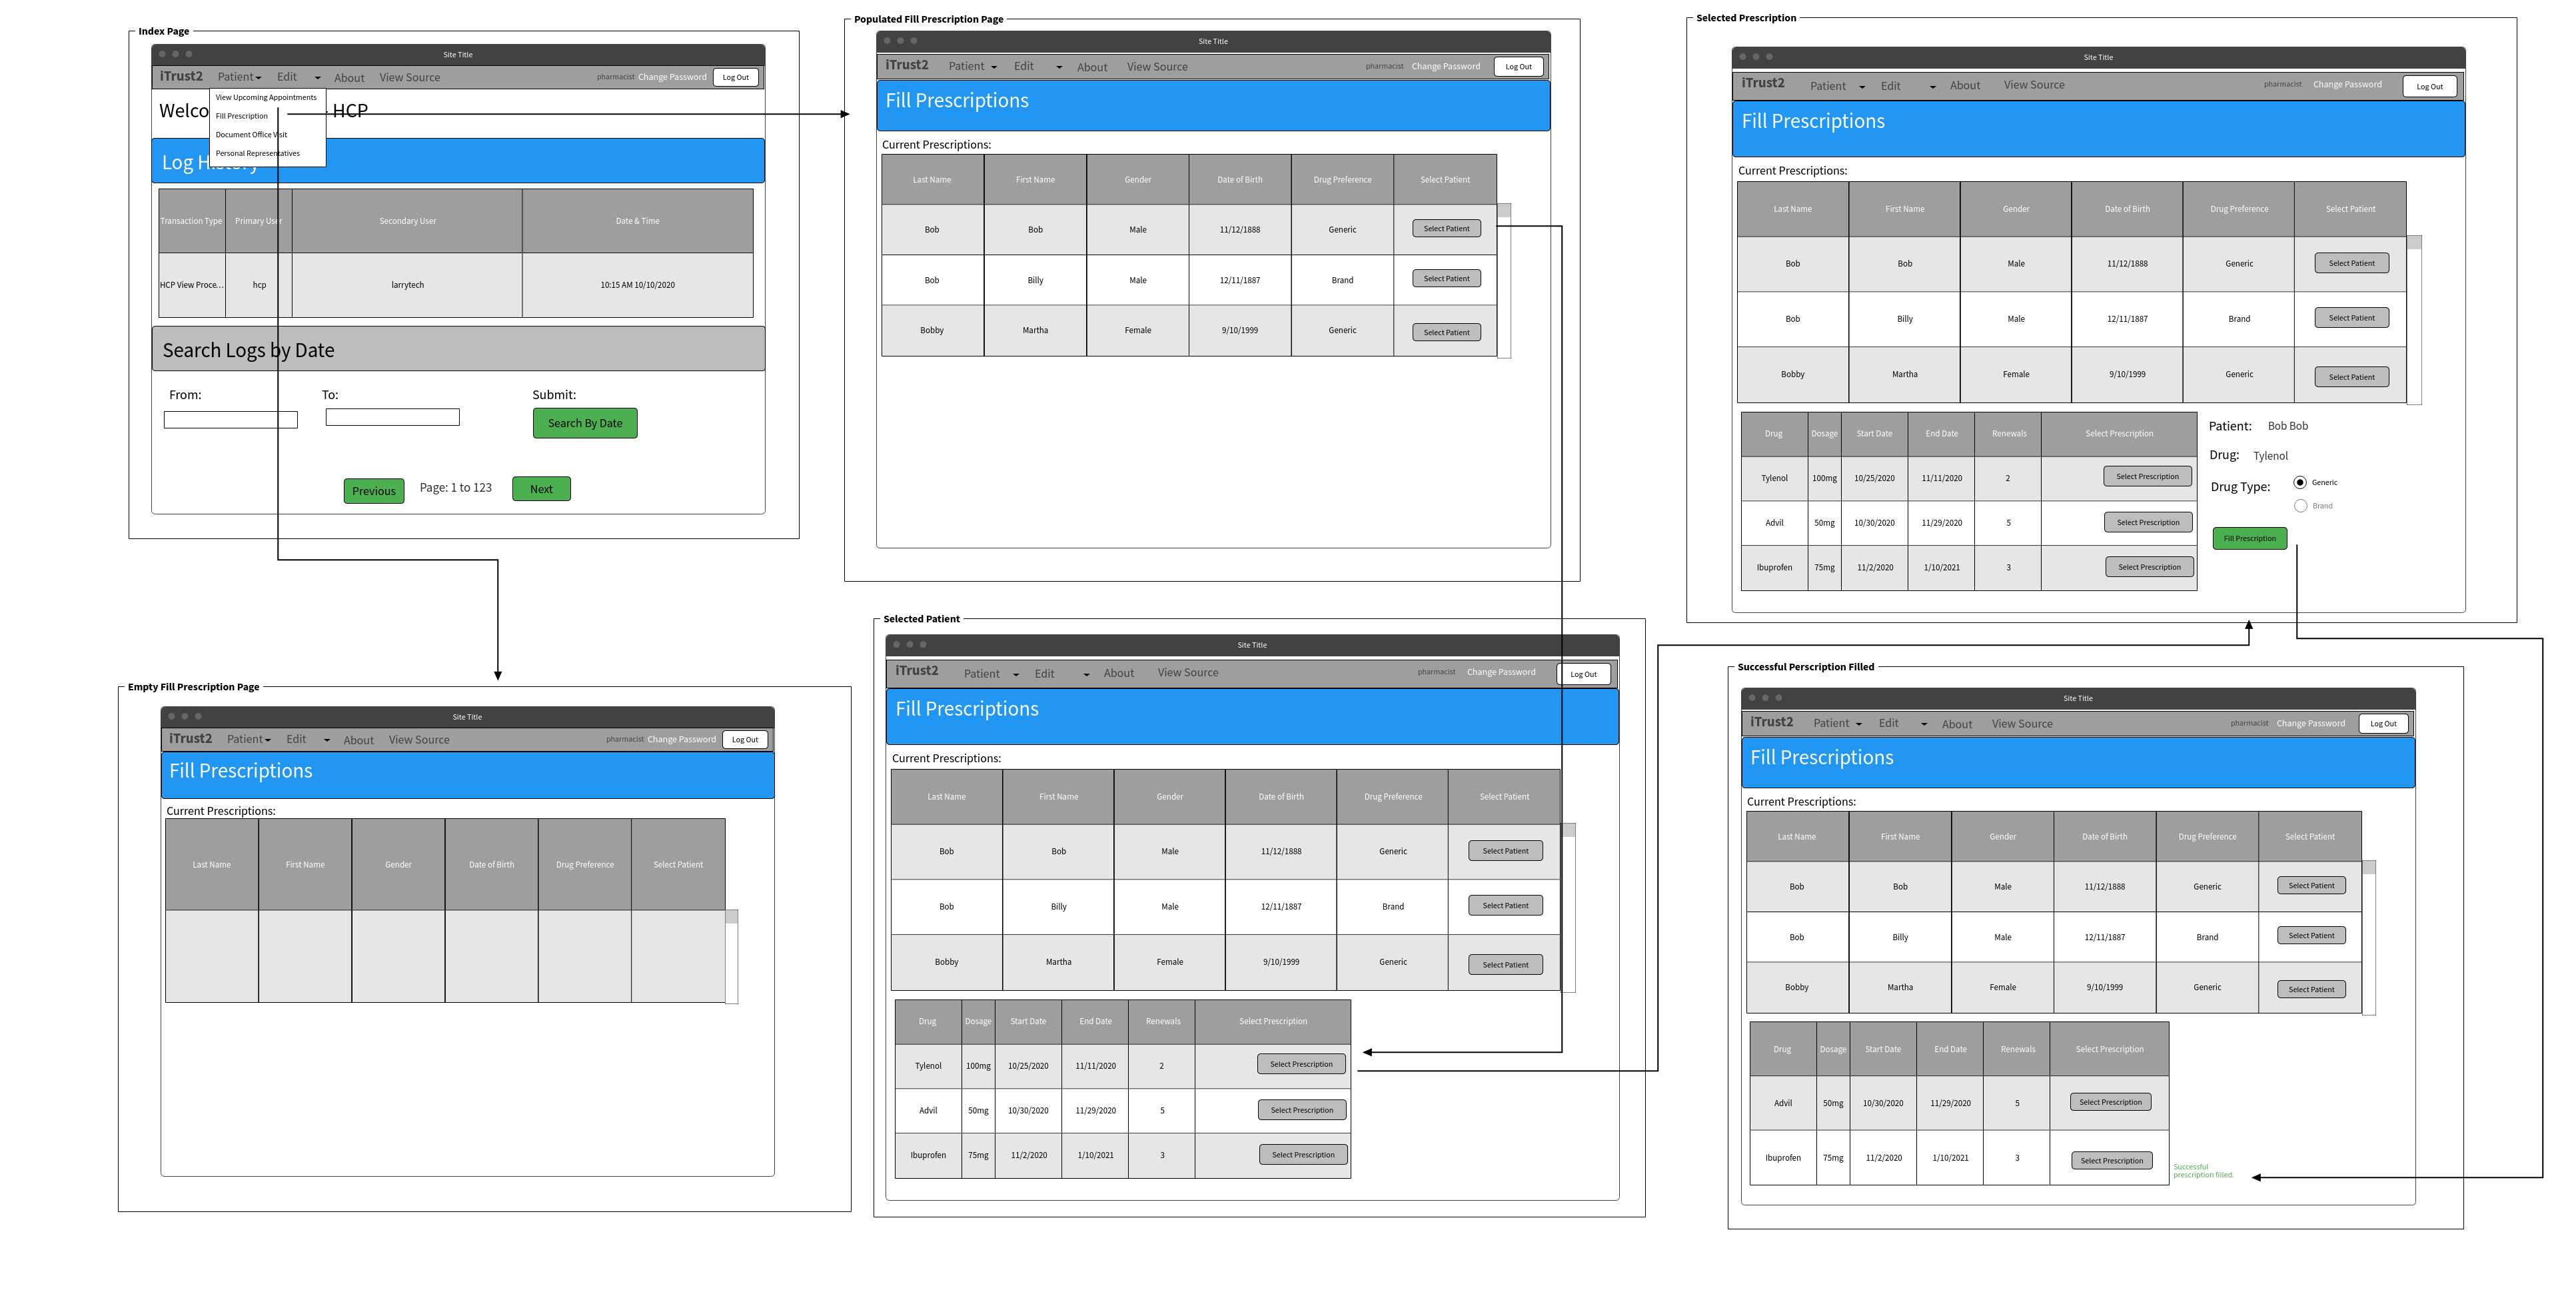 Index Page
Site Title
iTrust2 Patient Edit About View Source pharmacist Change Password Log Out
View Upcoming Appointments
Welco HCP
Fill Prescription
Document Office Visit
Personal Representatives
Log History
Transaction Type Primary User Secondary User Date & Time
HCP View Proce... hcp larrytech 10:15 AM 10/10/2020
Search Logs by Date
From: To: Submit:
Search By Date
Previous Page: 1 to 123 Next
Populated Fill Prescription Page
Site Title
iTrust2 Patient Edit About View Source pharmacist Change Password Log Out
Fill Prescriptions
Current Prescriptions:
Last Name First Name Gender Date of Birth Drug Preference Select Patient
Bob Bob Male 11/12/1888 Generic Select Patient
Bob Billy Male 12/11/1887 Brand Select Patient
Bobby Martha Female 9/10/1999 Generic Select Patient
Selected Prescription
Site Title
iTrust2 Patient Edit About View Source pharmacist Change Password Log Out
Fill Prescriptions
Current Prescriptions:
Last Name First Name Gender Date of Birth Drug Preference Select Patient
Bob Bob Male 11/12/1888 Generic Select Patient
Bob Billy Male 12/11/1887 Brand Select Patient
Bobby Martha Female 9/10/1999 Generic Select Patient
Drug Dosage Start Date End Date Renewals Select Prescription
Tylenol 100mg 10/25/2020 11/11/2020 2 Select Prescription
Advil 50mg 10/30/2020 11/29/2020 5 Select Prescription
Ibuprofen 75mg 11/2/2020 1/10/2021 3 Select Prescription
Patient: Bob Bob
Drug: Tylenol
Drug Type: Generic
Brand
Fill Prescription
Empty Fill Prescription Page
Site Title
iTrust2 Patient Edit About View Source pharmacist Change Password Log Out
Fill Prescriptions
Current Prescriptions:
Last Name First Name Gender Date of Birth Drug Preference Select Patient
Selected Patient
Site Title
iTrust2 Patient Edit About View Source pharmacist Change Password Log Out
Fill Prescriptions
Current Prescriptions:
Last Name First Name Gender Date of Birth Drug Preference Select Patient
Bob Bob Male 11/12/1888 Generic Select Patient
Bob Billy Male 12/11/1887 Brand Select Patient
Bobby Martha Female 9/10/1999 Generic Select Patient
Drug Dosage Start Date End Date Renewals Select Prescription
Tylenol 100mg 10/25/2020 11/11/2020 2 Select Prescription
Advil 50mg 10/30/2020 11/29/2020 5 Select Prescription
Ibuprofen 75mg 11/2/2020 1/10/2021 3 Select Prescription
Successful Perscription Filled
Site Title
iTrust2 Patient Edit About View Source pharmacist Change Password Log Out
Fill Prescriptions
Current Prescriptions:
Last Name First Name Gender Date of Birth Drug Preference Select Patient
Bob Bob Male 11/12/1888 Generic Select Patient
Bob Billy Male 12/11/1887 Brand Select Patient
Bobby Martha Female 9/10/1999 Generic Select Patient
Drug Dosage Start Date End Date Renewals Select Prescription
Advil 50mg 10/30/2020 11/29/2020 5 Select Prescription
Ibuprofen 75mg 11/2/2020 1/10/2021 3 Select Prescription
Successful
prescription filled.